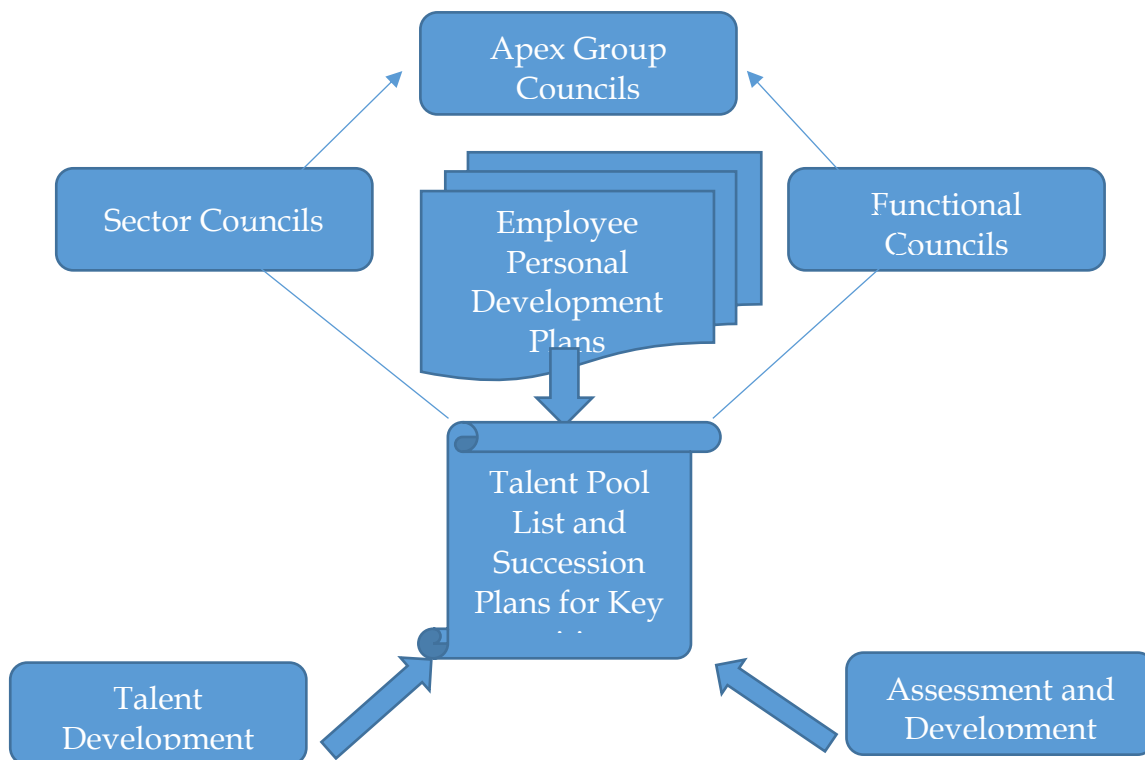 Apex Group
Councils
Sector Councils
Functional
Councils
Employee
Personal
Development
Plans
Talent Pool
List and
Succession
Plans for Key
Talent
Development
Assessment and
Development